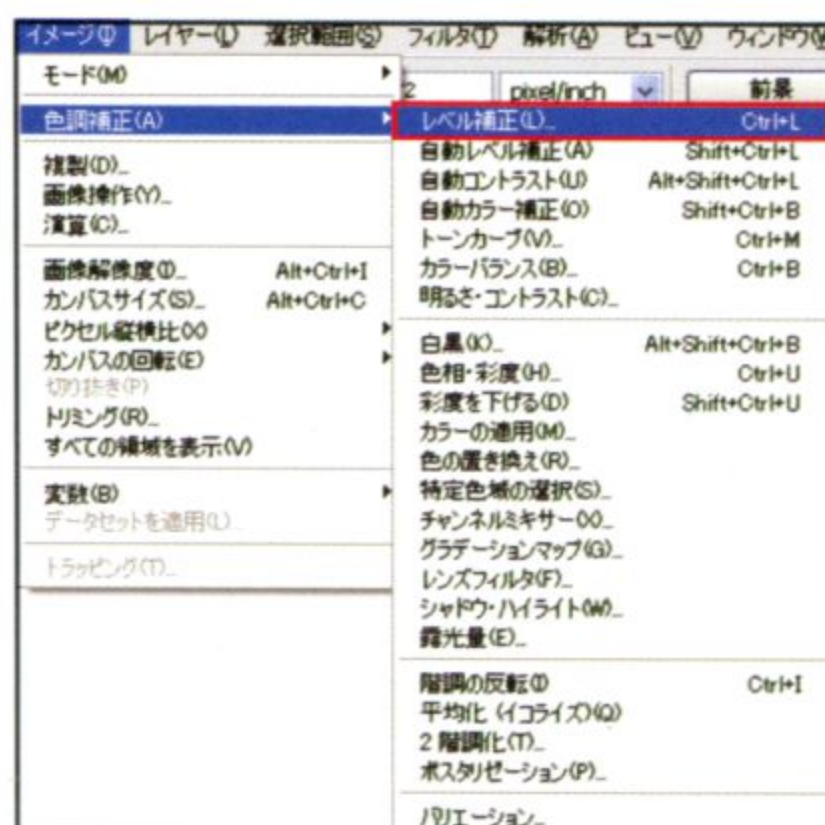 イメージ(I) レイヤー(L) 選択範囲(S) フィルタ(T) 解析(A) ビュー(V) ウィンドウ(W
モード(M)
2 pixel/inch 前景
色調補正(A)
レベル補正(L)... Ctrl+L
自動レベル補正(A) Shift+Ctrl+L
自動コントラスト(U) Alt+Shift+Ctrl+L
自動カラー補正(O) Shift+Ctrl+B
トーンカーブ(V)... Ctrl+M
カラーバランス(B)... Ctrl+B
明るさ・コントラスト(C)...
白黒(K)... Alt+Shift+Ctrl+B
色相・彩度(H)... Ctrl+U
彩度を下げる(D) Shift+Ctrl+U
カラーの適用(M)...
色の置き換え(R)...
特定色域の選択(S)...
チャンネルミキサー(X)...
グラデーションマップ(G)...
レンズフィルタ(F)...
シャドウ・ハイライト(W)...
露光量(E)...
階調の反転(I) Ctrl+I
平均化 (イコライズ)(Q)
2 階調化(T)...
ポスタリゼーション(P)...
バリエーション...
複製(D)...
画像操作(Y)...
演算(C)...
画像解像度(I)... Alt+Ctrl+I
カンバスサイズ(S)... Alt+Ctrl+C
ピクセル縦横比(X)
カンバスの回転(E)
切り抜き(P)
トリミング(R)...
すべての領域を表示(V)
変数(B)
データセットを適用(L)...
トラッピング(T)...